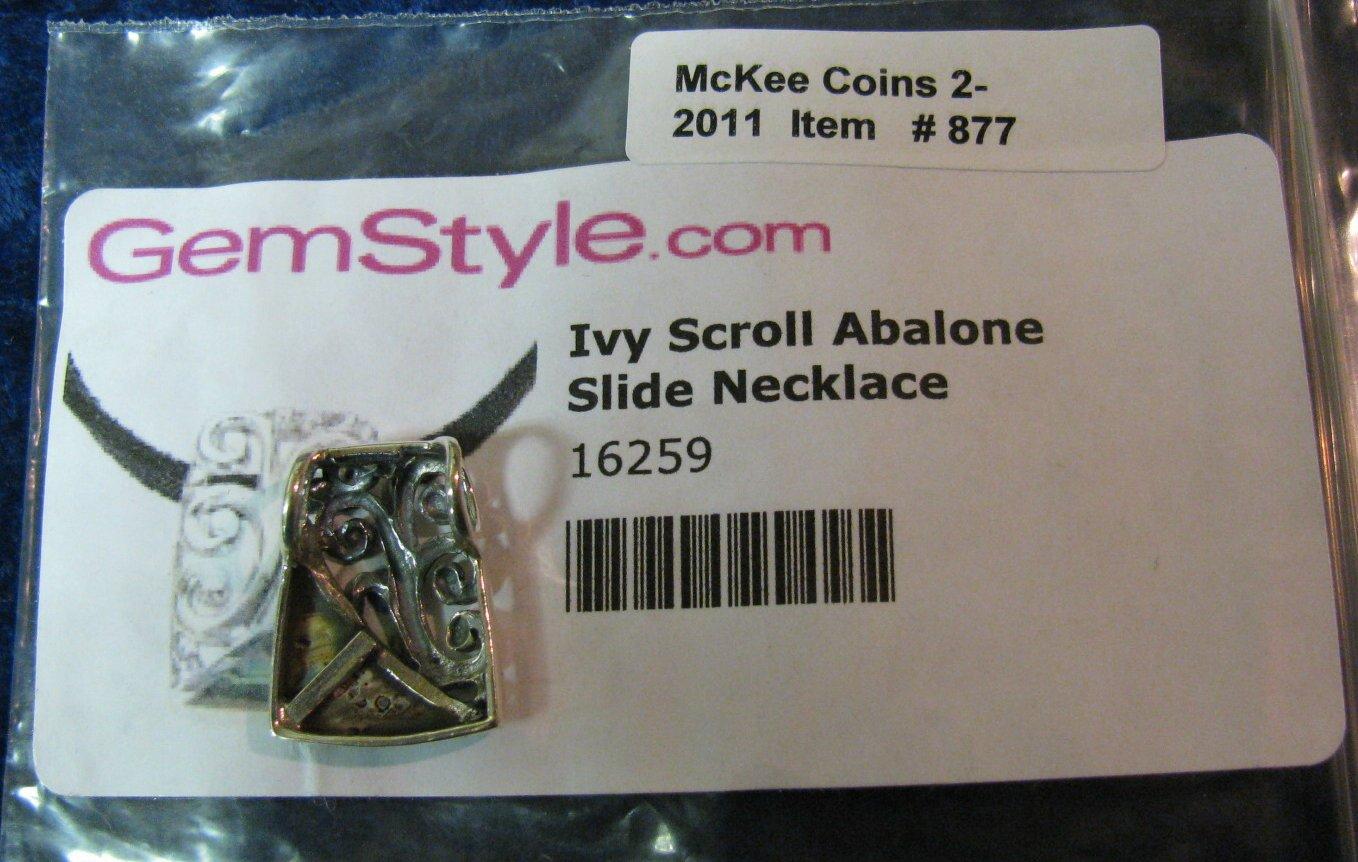 McKee Coins 2-
2011 Item # 877
GemStyle.com
Ivy Scroll Abalone
Slide Necklace
16259